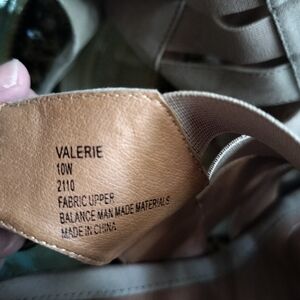 VALERIE
10W
2110
FABRIC UPPER
BALANCE MAN MADE MATERIALS
MADE IN CHINA